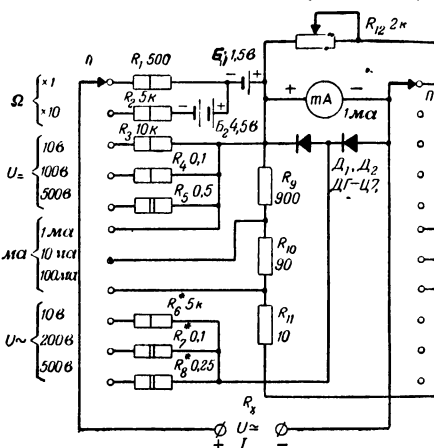 R₁ 500
Б₁ 1,5в
R₁₂ 2к
п
Ω
×1
×10
R₂ 5к
Б₂ 4,5в
R₃ 10к
mA
1ма
п
U=
10в
100в
500в
R₄ 0,1
R₅ 0,5
R₉
900
Д₁, Д₂
ДГ-Ц?
ма
1ма
10ма
100ма
R₁₀
90
U~
10в
200в
500в
R₆* 5к
R₇* 0,1
R₈* 0,25
R₁₁
10
Rₓ
+
U≃
I
−